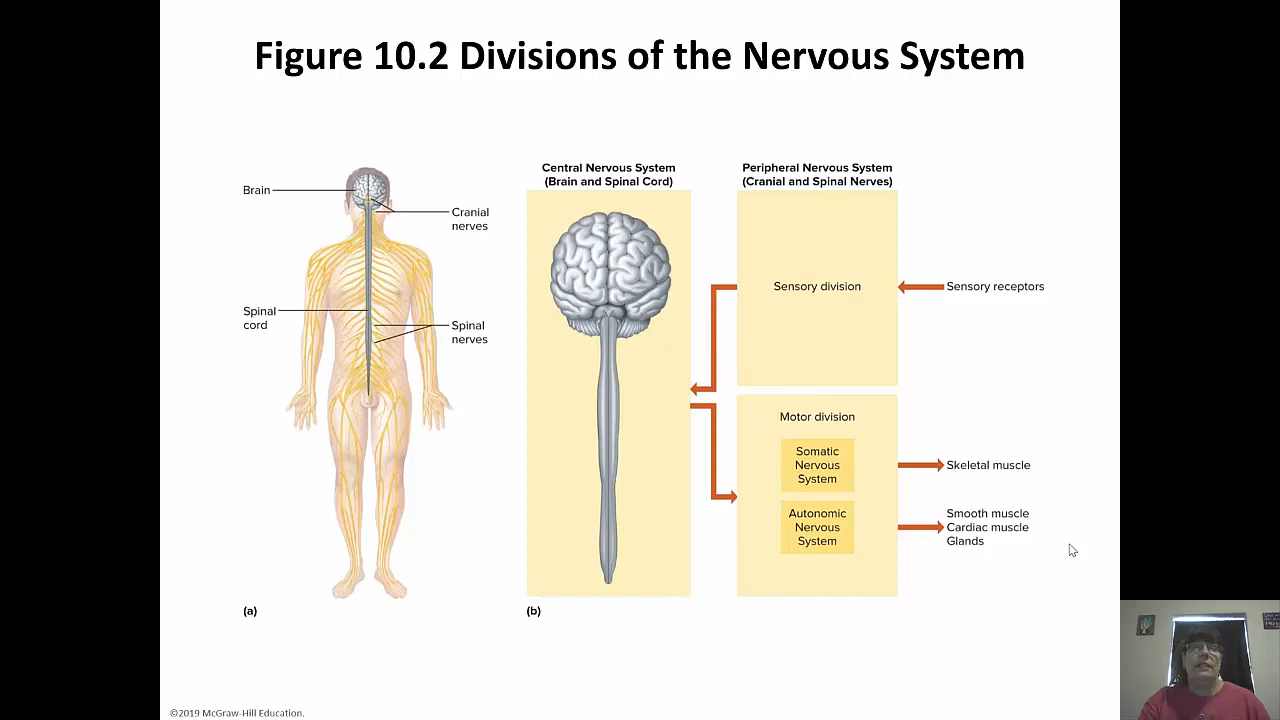 Figure 10.2 Divisions of the Nervous System
Brain
Cranial
nerves
Spinal
cord
Spinal
nerves
(a)
Central Nervous System
(Brain and Spinal Cord)
(b)
Peripheral Nervous System
(Cranial and Spinal Nerves)
Sensory division
Sensory receptors
Motor division
Somatic
Nervous
System
Skeletal muscle
Autonomic
Nervous
System
Smooth muscle
Cardiac muscle
Glands
©2019 McGraw-Hill Education.